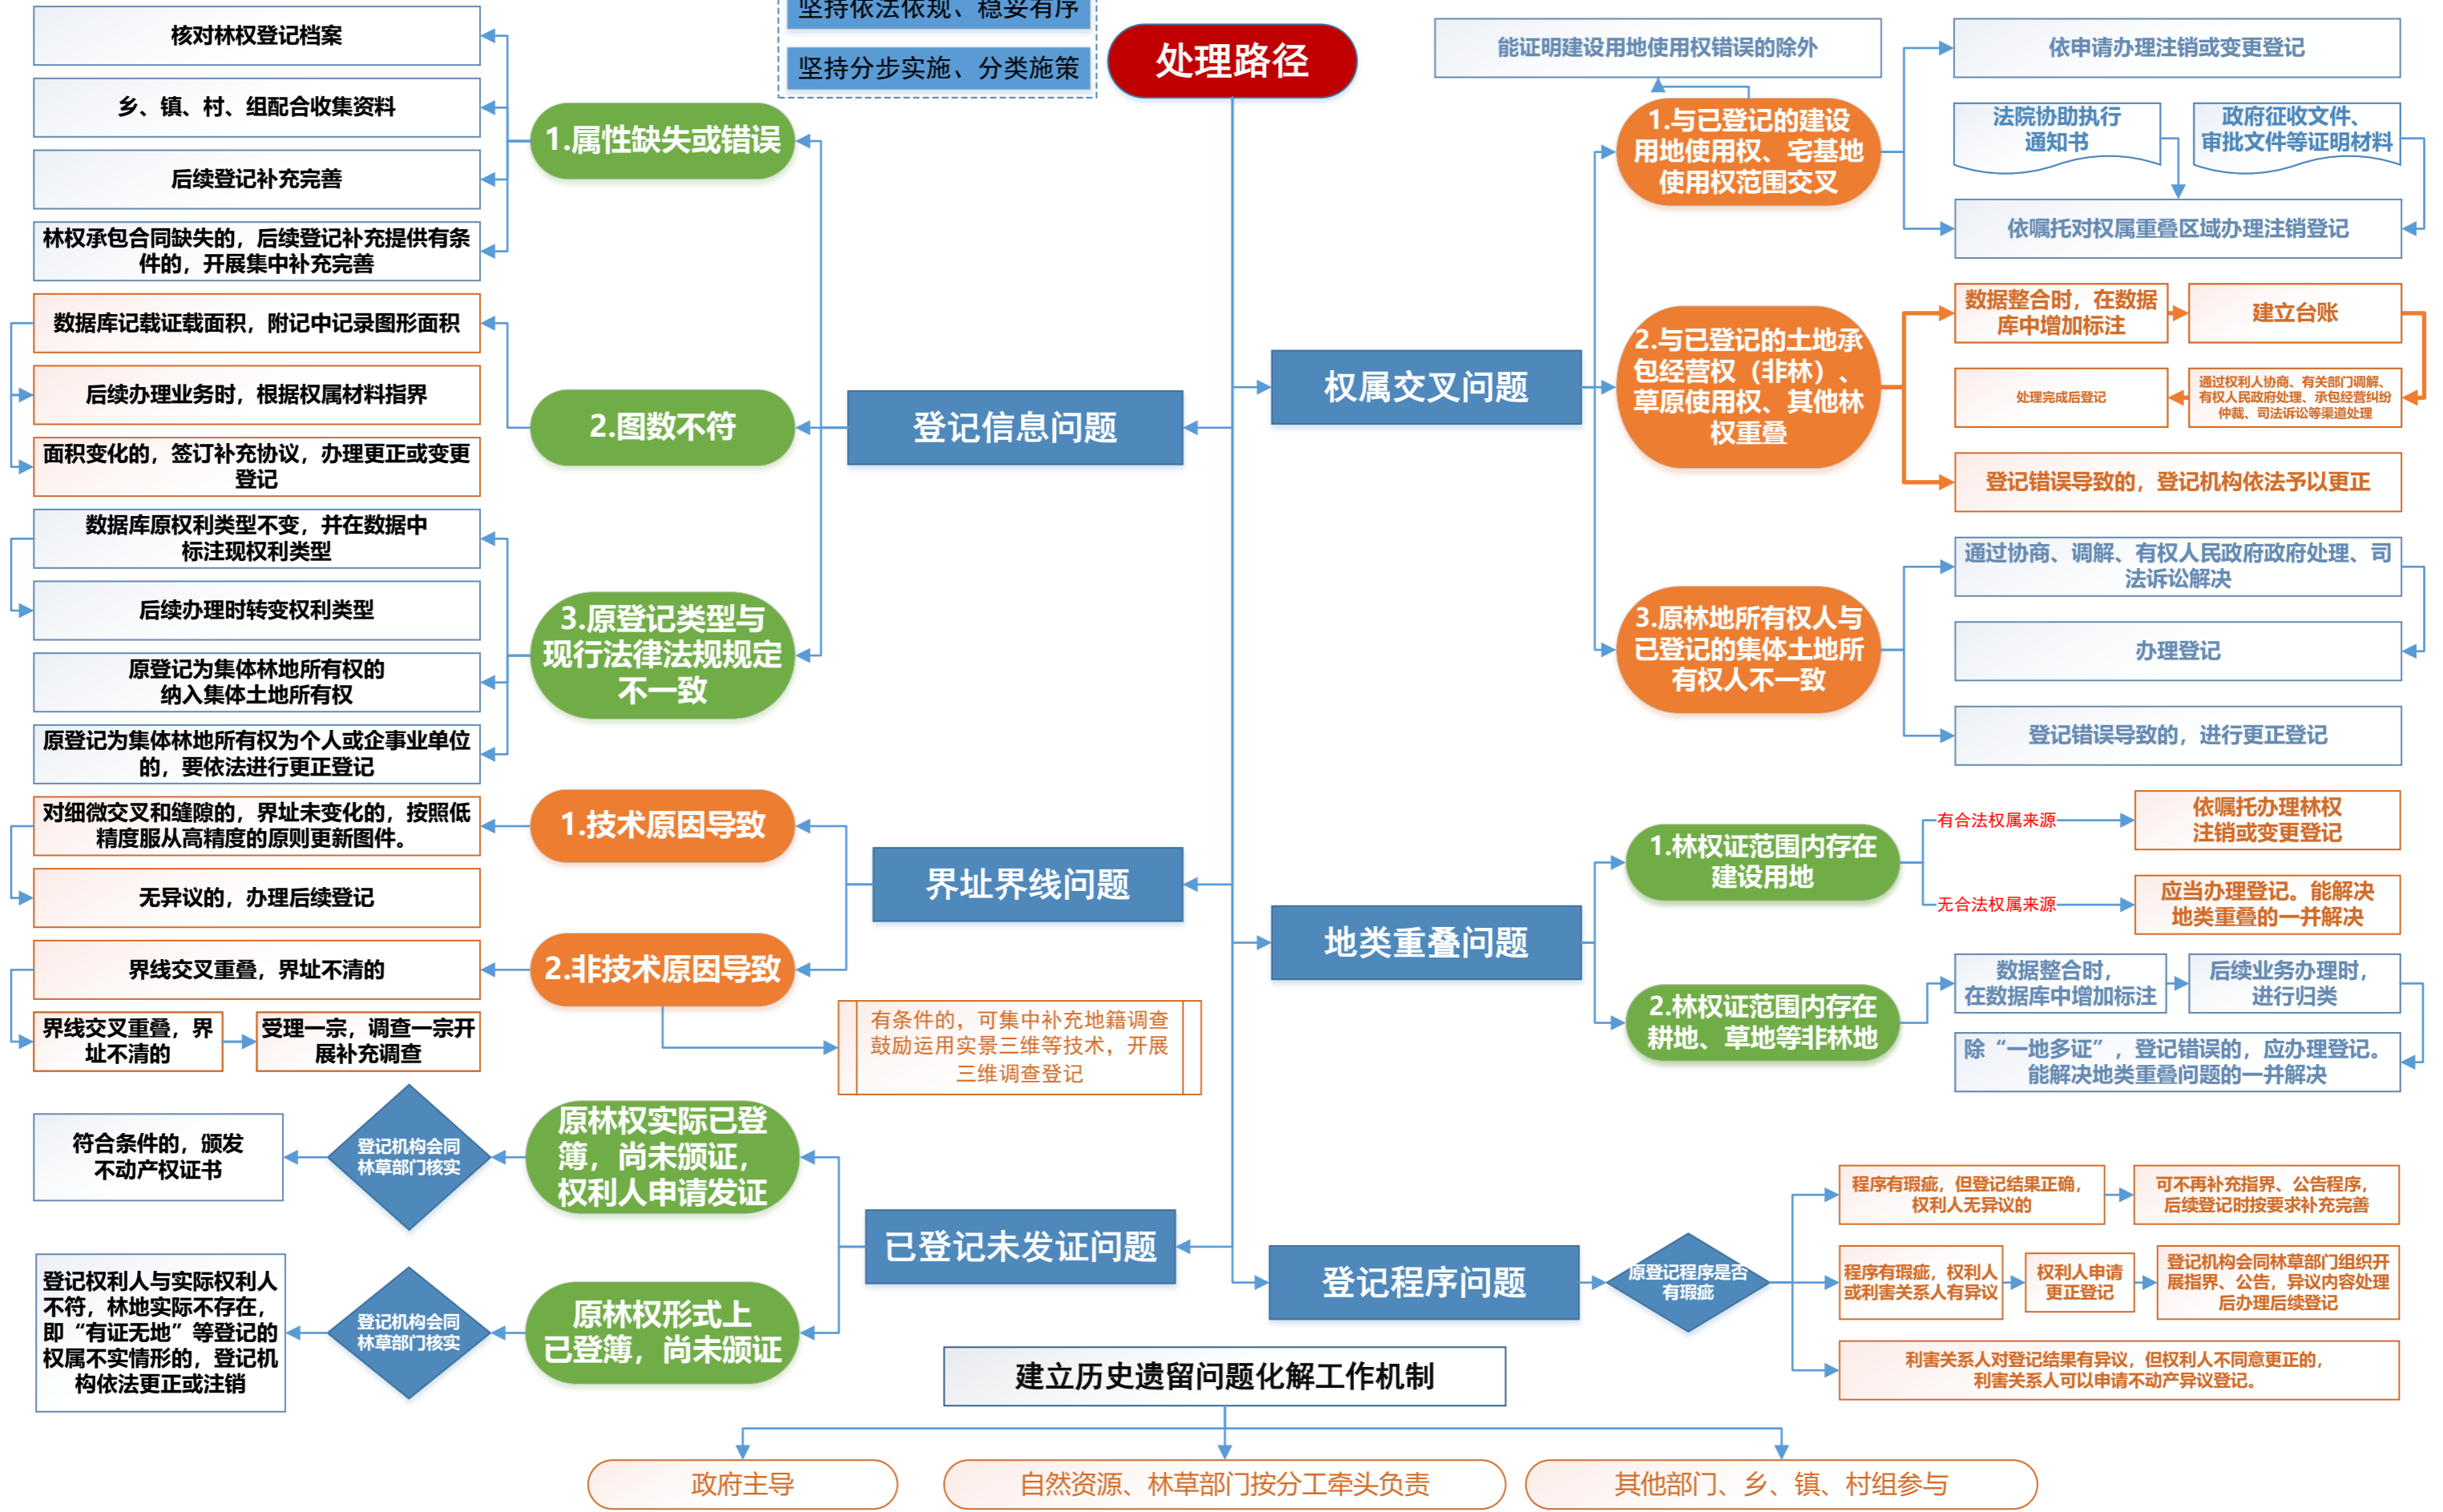 坚持依法依规、稳妥有序
坚持分步实施、分类施策
处理路径
核对林权登记档案
乡、镇、村、组配合收集资料
后续登记补充完善
林权承包合同缺失的，后续登记补充提供有条
件的，开展集中补充完善
1.属性缺失或错误
数据库记载证载面积，附记中记录图形面积
后续办理业务时，根据权属材料指界
面积变化的，签订补充协议，办理更正或变更
登记
2.图数不符
数据库原权利类型不变，并在数据中
标注现权利类型
后续办理时转变权利类型
原登记为集体林地所有权的
纳入集体土地所有权
原登记为集体林地所有权为个人或企事业单位
的，要依法进行更正登记
3.原登记类型与
现行法律法规规定
不一致
登记信息问题
对细微交叉和缝隙的，界址未变化的，按照低
精度服从高精度的原则更新图件。
无异议的，办理后续登记
1.技术原因导致
界线交叉重叠，界址不清的
界线交叉重叠，界
址不清的
受理一宗，调查一宗开
展补充调查
2.非技术原因导致
有条件的，可集中补充地籍调查
鼓励运用实景三维等技术，开展
三维调查登记
界址界线问题
符合条件的，颁发
不动产权证书
登记机构会同
林草部门核实
原林权实际已登
簿，尚未颁证，
权利人申请发证
登记权利人与实际权利人
不符，林地实际不存在，
即“有证无地”等登记的
权属不实情形的，登记机
构依法更正或注销
登记机构会同
林草部门核实
原林权形式上
已登簿，尚未颁证
已登记未发证问题
权属交叉问题
能证明建设用地使用权错误的除外
1.与已登记的建设
用地使用权、宅基地
使用权范围交叉
依申请办理注销或变更登记
法院协助执行
通知书
政府征收文件、
审批文件等证明材料
依嘱托对权属重叠区域办理注销登记
2.与已登记的土地承
包经营权（非林）、
草原使用权、其他林
权重叠
数据整合时，在数据
库中增加标注
建立台账
通过权利人协商、有关部门调解、
有权人民政府处理、承包经营纠纷
仲裁、司法诉讼等渠道处理
处理完成后登记
登记错误导致的，登记机构依法予以更正
3.原林地所有权人与
已登记的集体土地所
有权人不一致
通过协商、调解、有权人民政府政府处理、司
法诉讼解决
办理登记
登记错误导致的，进行更正登记
地类重叠问题
1.林权证范围内存在
建设用地
有合法权属来源
依嘱托办理林权
注销或变更登记
无合法权属来源
应当办理登记。能解决
地类重叠的一并解决
2.林权证范围内存在
耕地、草地等非林地
数据整合时，
在数据库中增加标注
后续业务办理时，
进行归类
除“一地多证”，登记错误的，应办理登记。
能解决地类重叠问题的一并解决
登记程序问题
原登记程序是否
有瑕疵
程序有瑕疵，但登记结果正确，
权利人无异议的
可不再补充指界、公告程序，
后续登记时按要求补充完善
程序有瑕疵，权利人
或利害关系人有异议
权利人申请
更正登记
登记机构会同林草部门组织开
展指界、公告，异议内容处理
后办理后续登记
利害关系人对登记结果有异议，但权利人不同意更正的，
利害关系人可以申请不动产异议登记。
建立历史遗留问题化解工作机制
政府主导
自然资源、林草部门按分工牵头负责
其他部门、乡、镇、村组参与